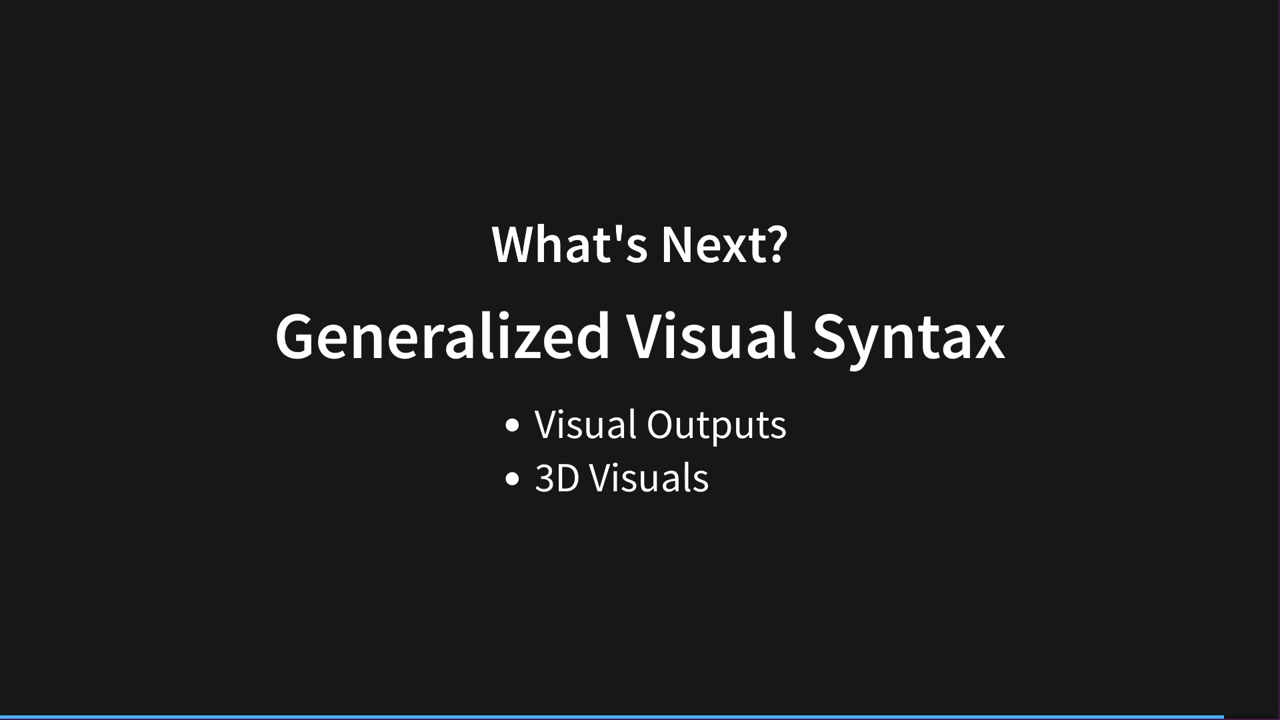 What's Next?
Generalized Visual Syntax
• Visual Outputs
• 3D Visuals